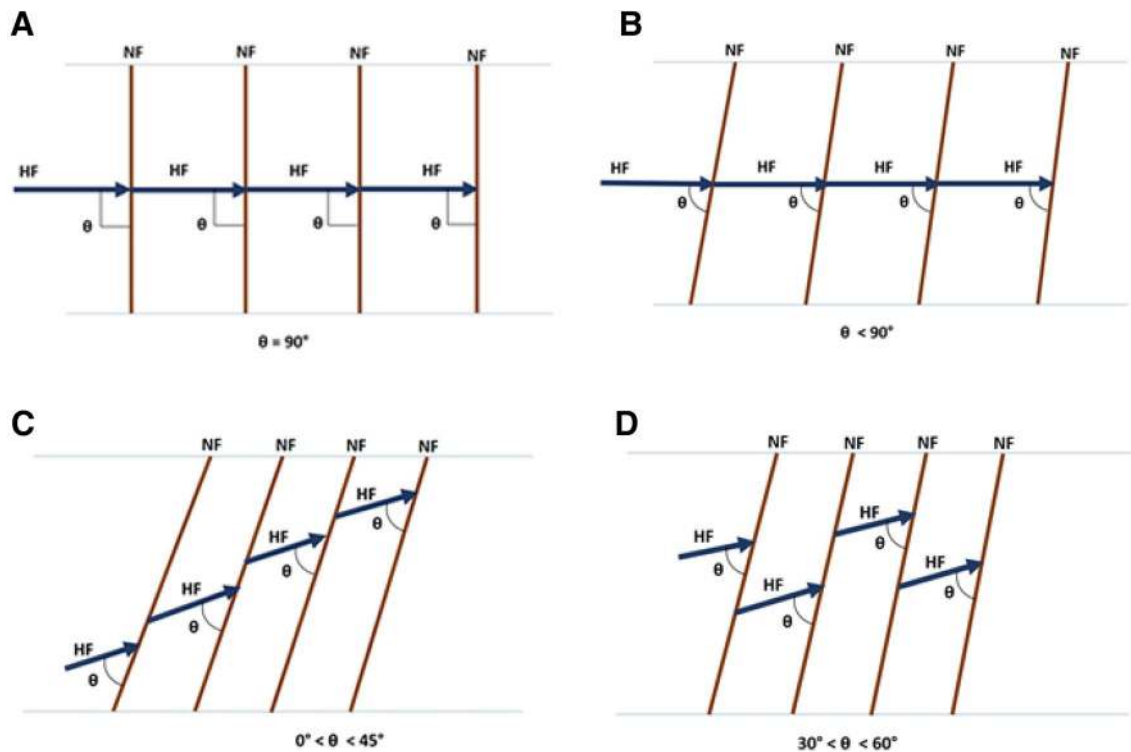 A
NF NF NF NF
HF HF HF HF
θ θ θ θ
θ = 90°
B
NF NF NF NF
HF HF HF HF
θ θ θ θ
θ < 90°
C
NF NF NF NF
HF
HF
θ
HF
θ
HF
θ
θ
0° < θ < 45°
D
NF NF NF NF
HF
HF
θ
θ
HF HF
θ θ
30° < θ < 60°